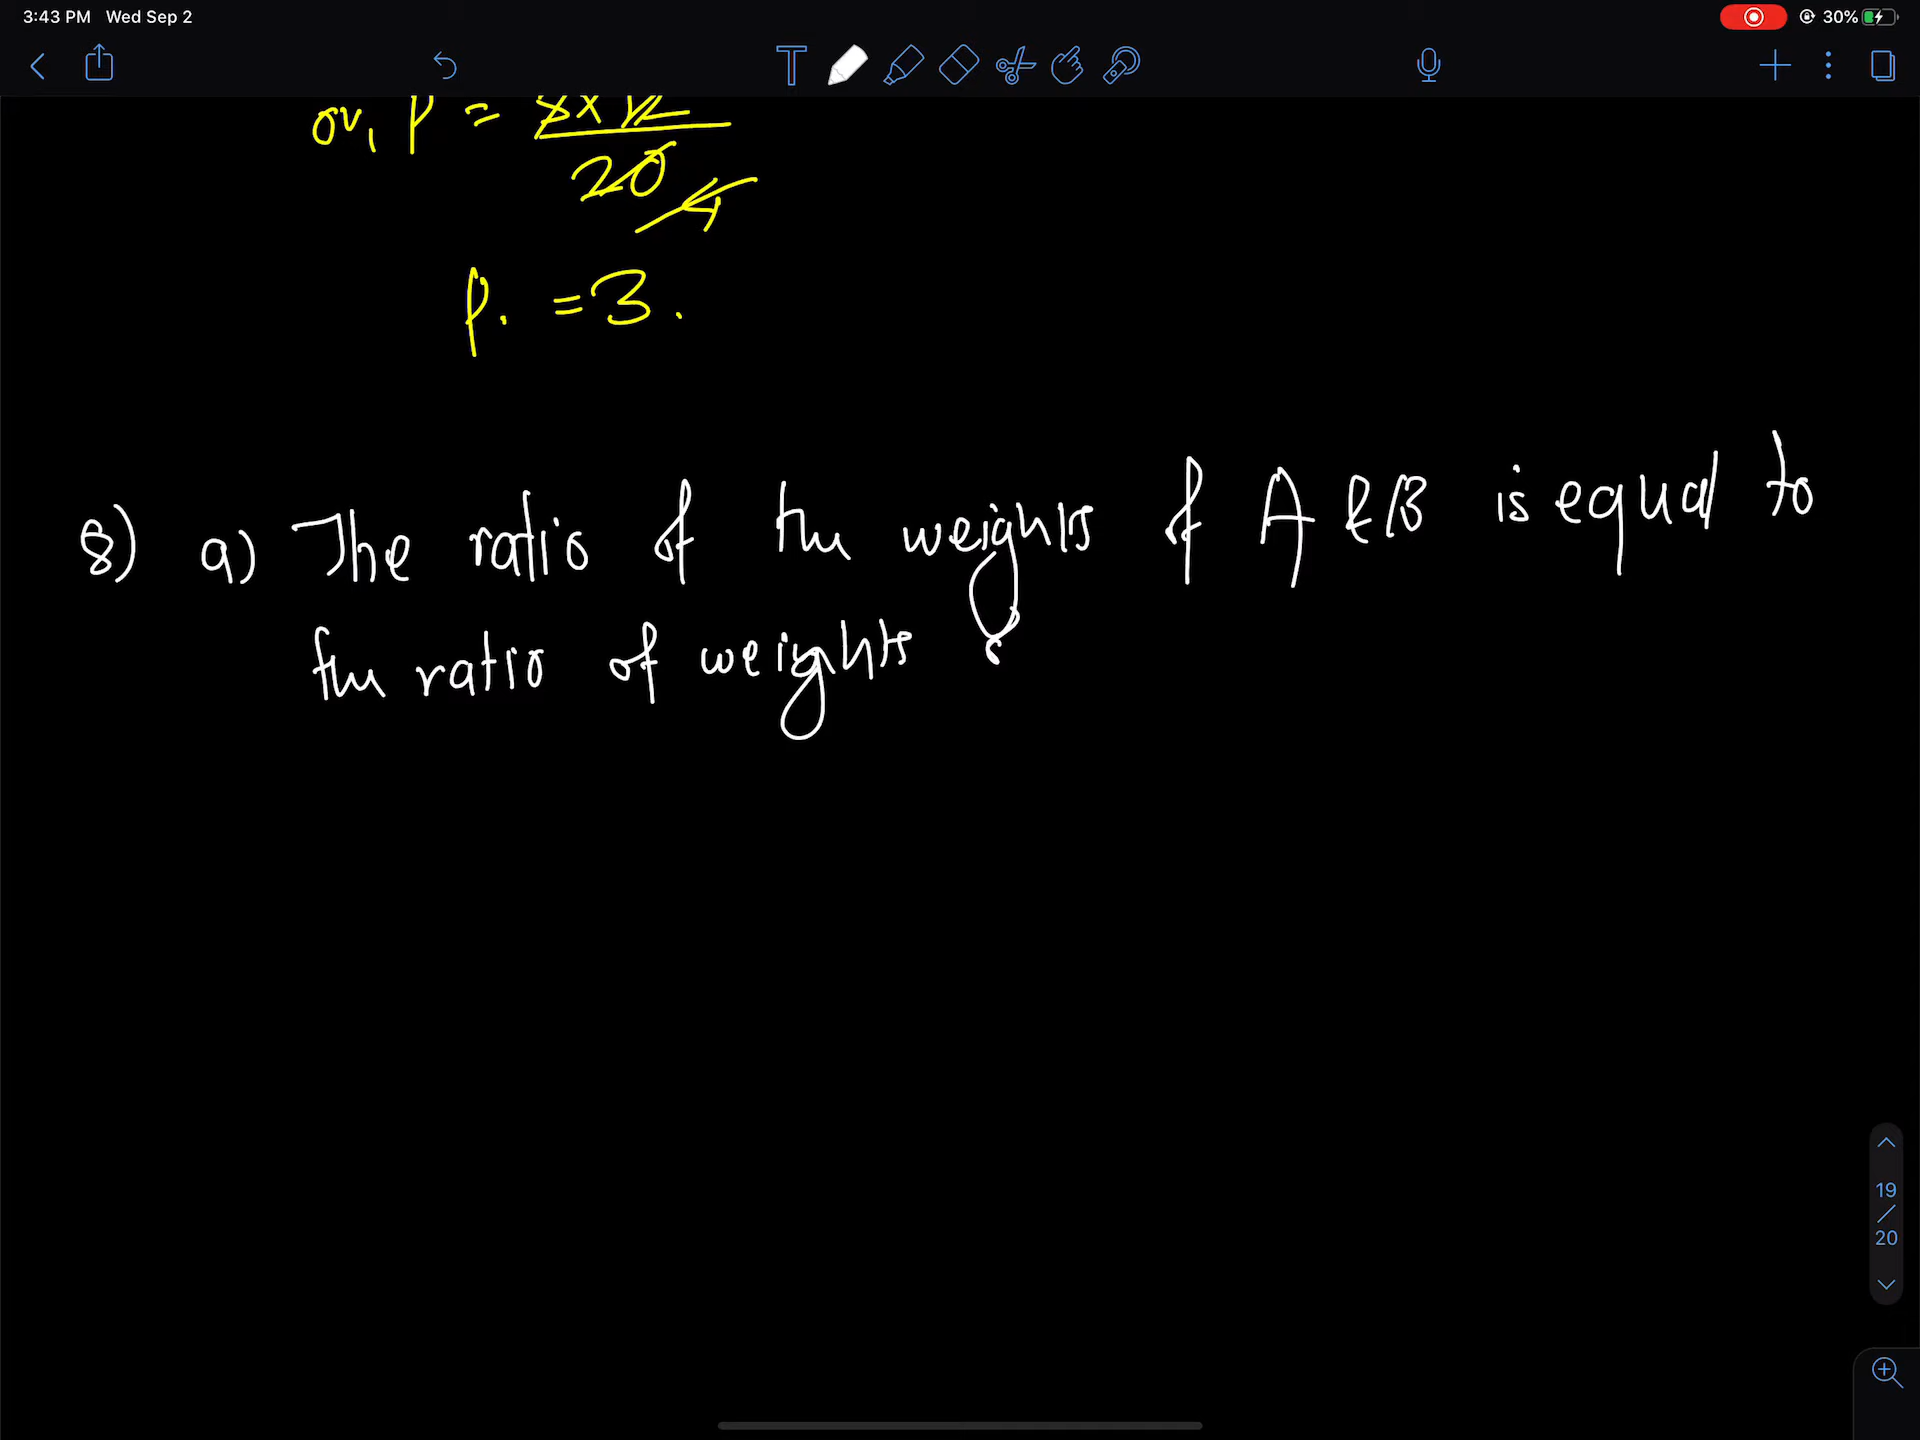 3:43 PM Wed Sep 2
30%
or, P = 
20
P. = 3.
8) a) The ratio of the weights of A & B is equal to
the ratio of weights
19
/
20